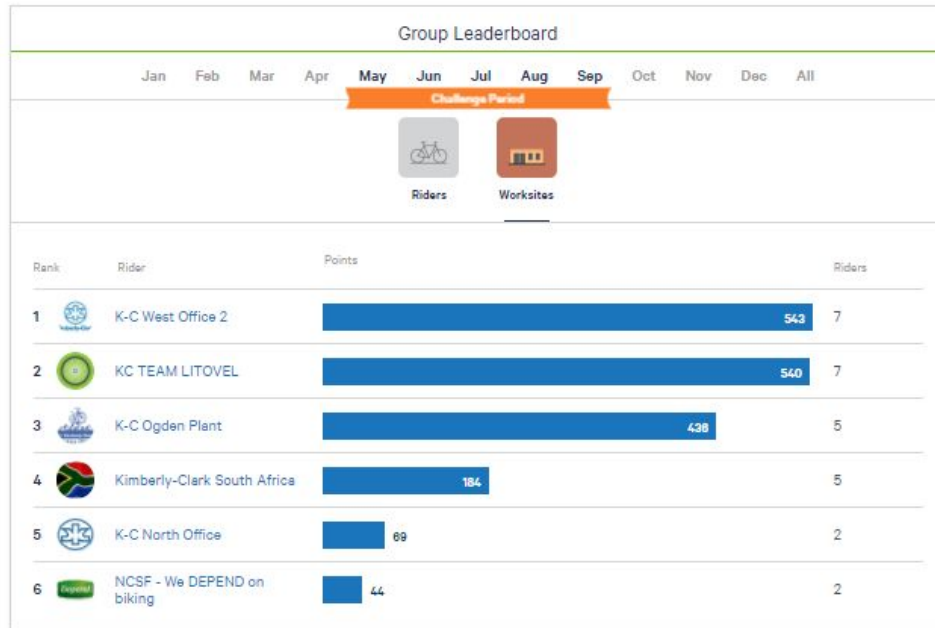 Group Leaderboard
Jan Feb Mar Apr May Jun Jul Aug Sep Oct Nov Dec All
Challenge Period
Riders Worksites
Rank Rider Points Riders
1 K-C West Office 2 543 7
2 KC TEAM LITOVEL 540 7
3 K-C Ogden Plant 436 5
4 Kimberly-Clark South Africa 184 5
5 K-C North Office 69 2
6 Depend NCSF - We DEPEND on 44 2
biking